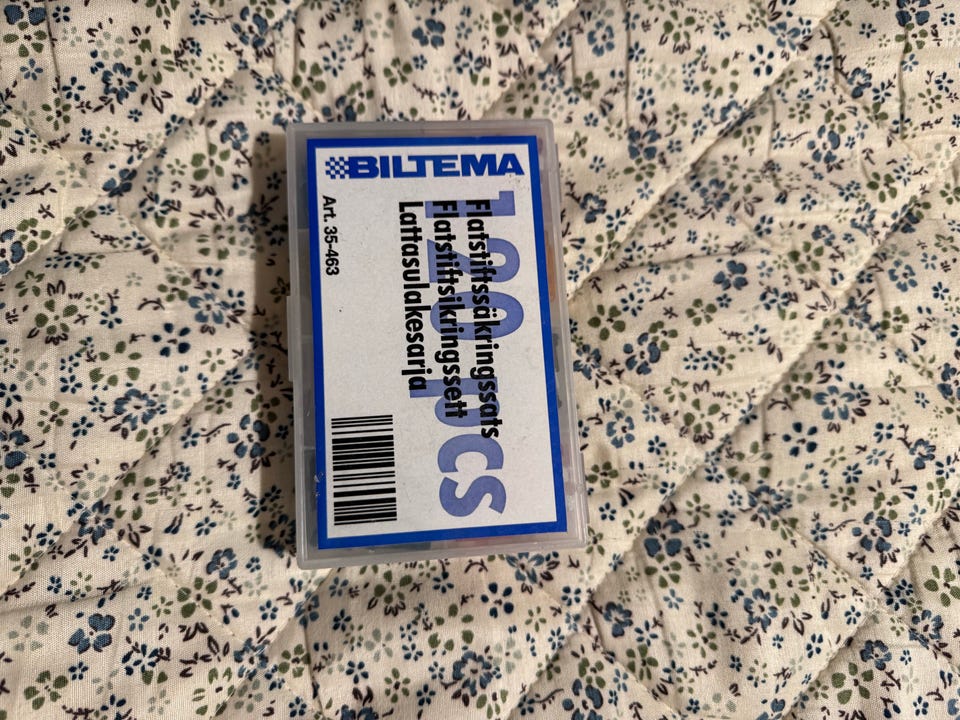 BILTEMA
120 pcs
Flatstiftssäkringssats
Flatstiftsikringssett
Lattasulakesarja
Art. 35-463